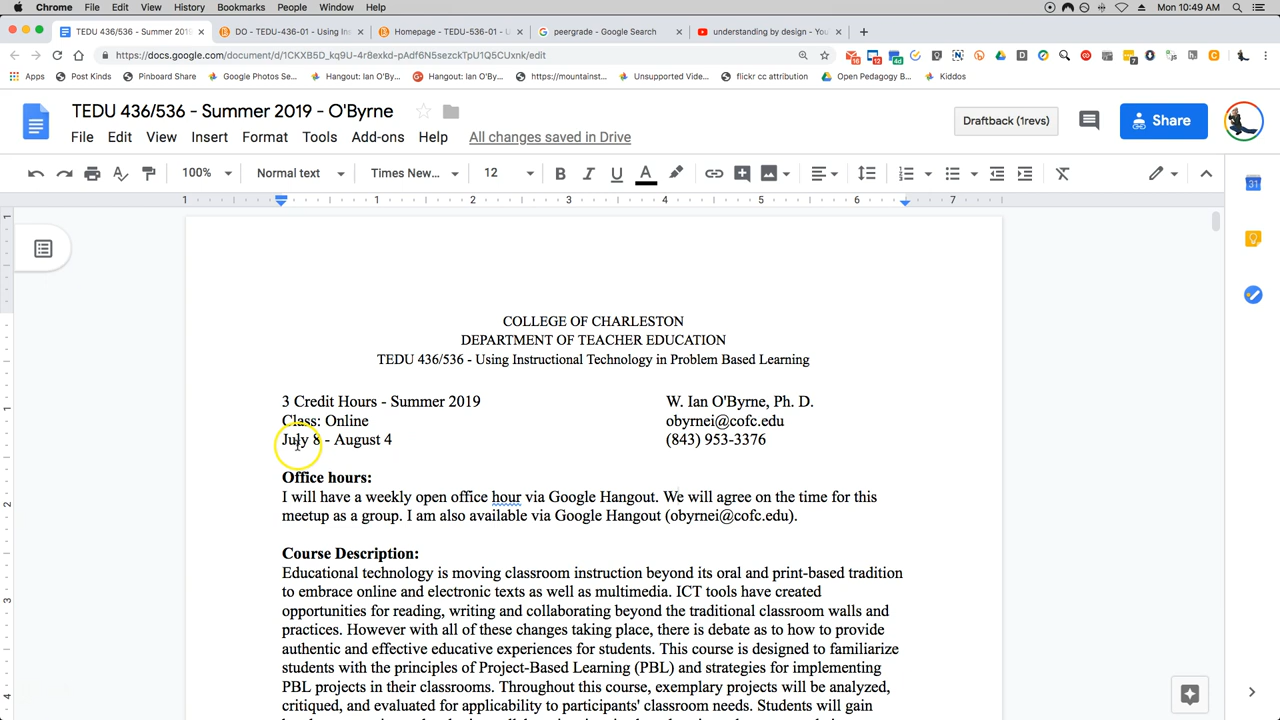 Chrome File Edit View History Bookmarks People Window Help Mon 10:49 AM
TEDU 436/536 - Summer 2019 DO - TEDU-436-01 - Using Ins Homepage - TEDU-536-01 - U peergrade - Google Search understanding by design - You
https://docs.google.com/document/d/1CKXB5D_kq9U-4r8exkd-pAdf6N5sezckTpU1Q5CUxnk/edit
Apps Post Kinds Pinboard Share Google Photos Se... Hangout: Ian O'By... Hangout: Ian O'By... https://mountainst... Unsupported Video... flickr cc attribution Open Pedagogy B... Kiddos
TEDU 436/536 - Summer 2019 - O'Byrne
Draftback (1revs) Share
File Edit View Insert Format Tools Add-ons Help All changes saved in Drive
100% Normal text Times New... 12
1 1 2 3 4 5 6 7
COLLEGE OF CHARLESTON
DEPARTMENT OF TEACHER EDUCATION
TEDU 436/536 - Using Instructional Technology in Problem Based Learning
3 Credit Hours - Summer 2019 W. Ian O'Byrne, Ph. D.
Class: Online obyrnei@cofc.edu
July 8 - August 4 (843) 953-3376
Office hours:
I will have a weekly open office hour via Google Hangout. We will agree on the time for this
meetup as a group. I am also available via Google Hangout (obyrnei@cofc.edu).
Course Description:
Educational technology is moving classroom instruction beyond its oral and print-based tradition
to embrace online and electronic texts as well as multimedia. ICT tools have created
opportunities for reading, writing and collaborating beyond the traditional classroom walls and
practices. However with all of these changes taking place, there is debate as to how to provide
authentic and effective educative experiences for students. This course is designed to familiarize
students with the principles of Project-Based Learning (PBL) and strategies for implementing
PBL projects in their classrooms. Throughout this course, exemplary projects will be analyzed,
critiqued, and evaluated for applicability to participants' classroom needs. Students will gain